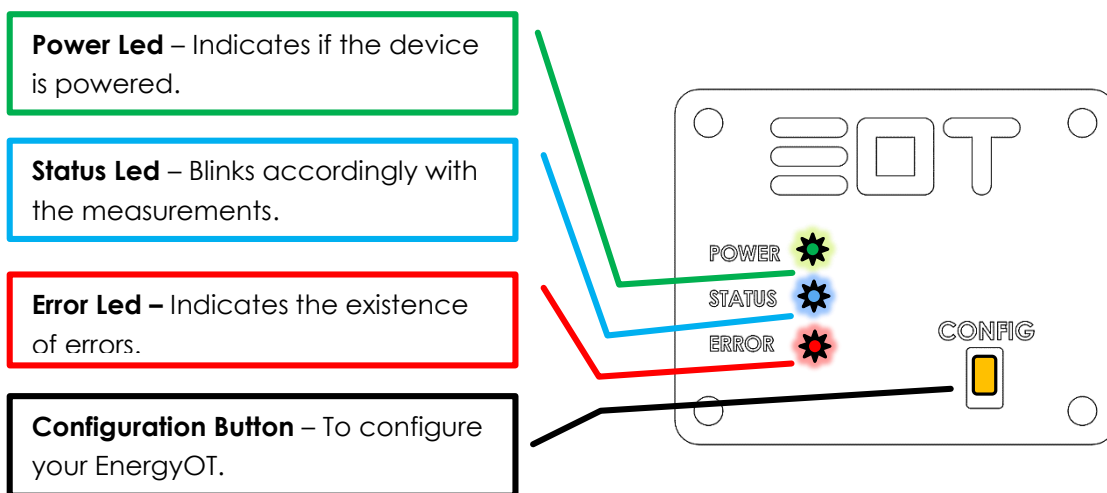 Power Led – Indicates if the device
is powered.
Status Led – Blinks accordingly with
the measurements.
Error Led – Indicates the existence
of errors.
Configuration Button – To configure
your EnergyOT.
EOT
POWER
STATUS
ERROR
CONFIG